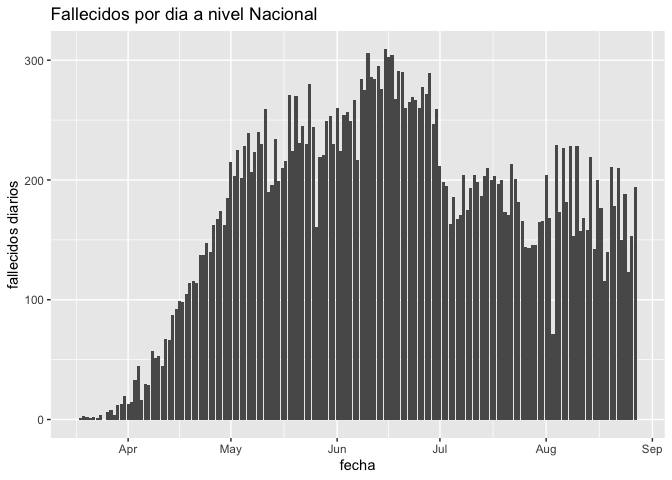 Fallecidos por dia a nivel Nacional
300
200
100
0
fallecidos diarios
Apr May Jun Jul Aug Sep
fecha